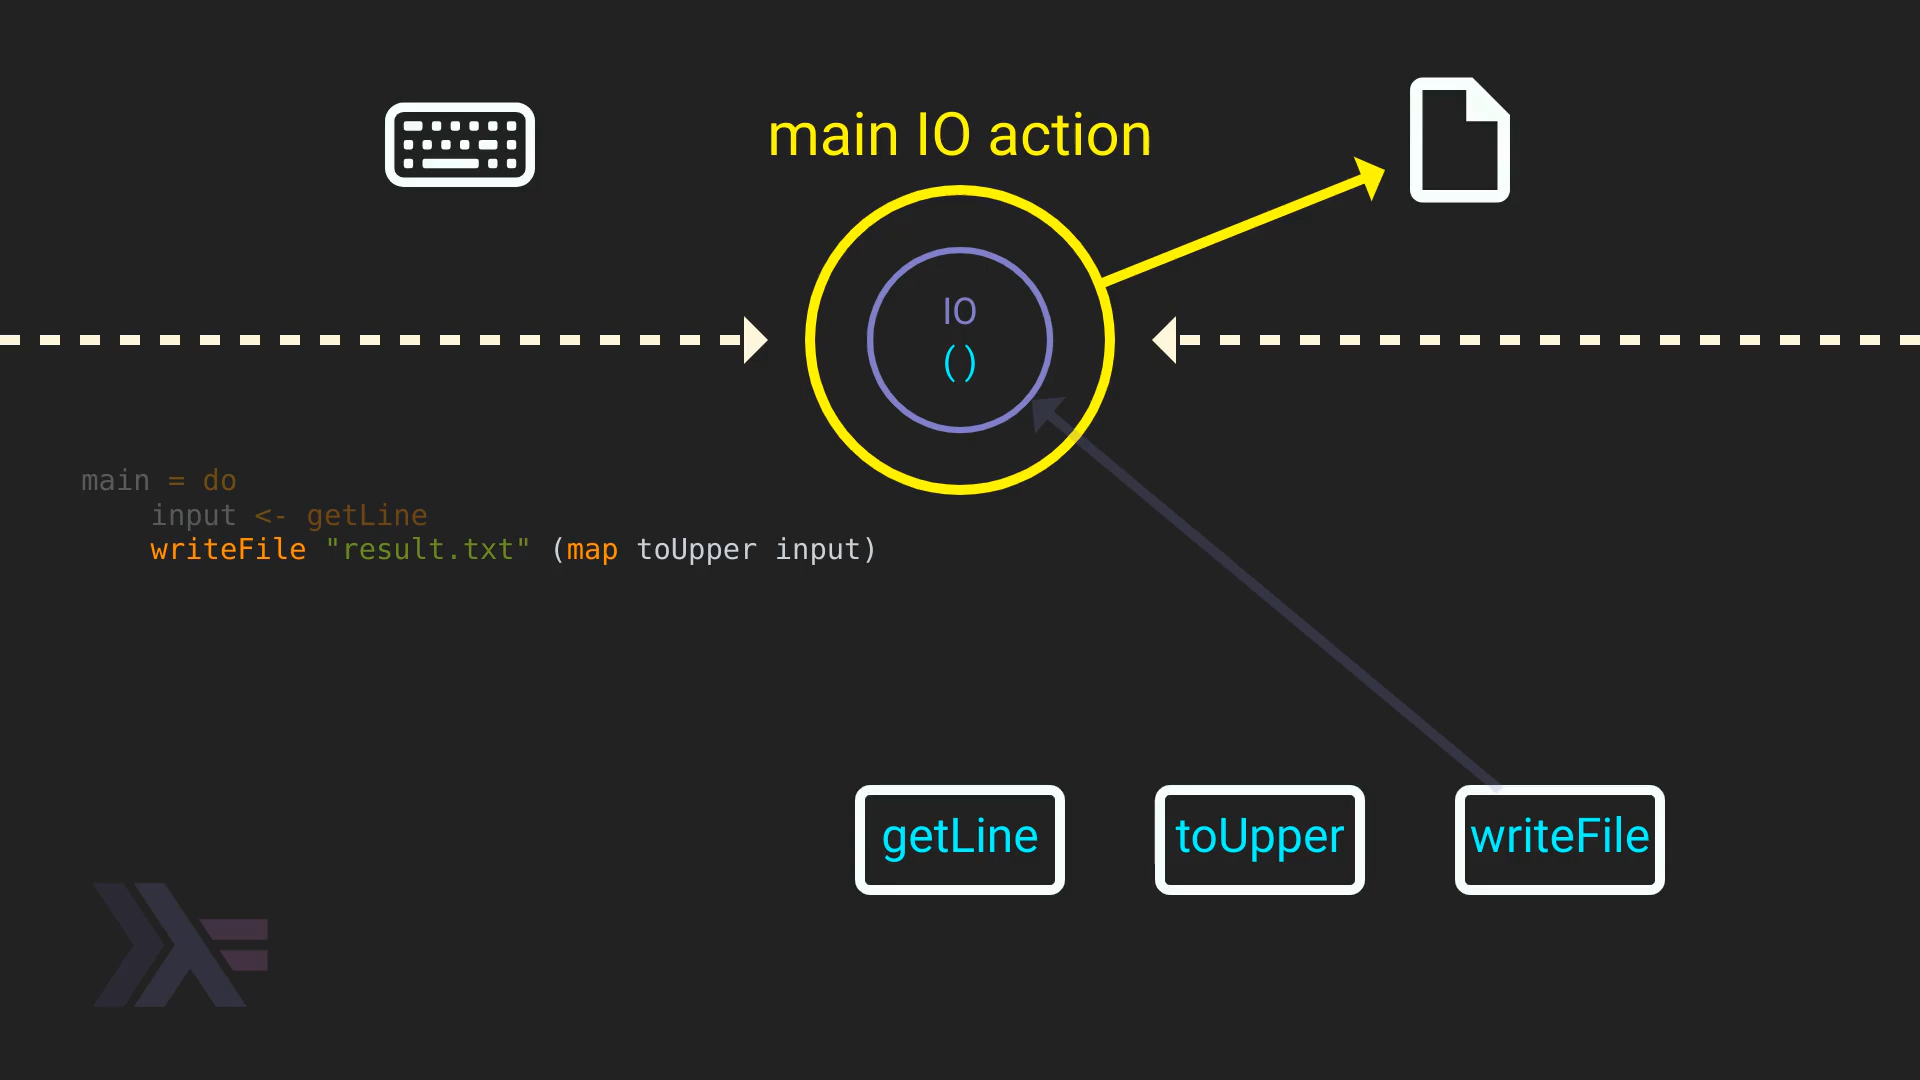 main IO action
IO
()
main = do
    input <- getLine
    writeFile "result.txt" (map toUpper input)
getLine
toUpper
writeFile